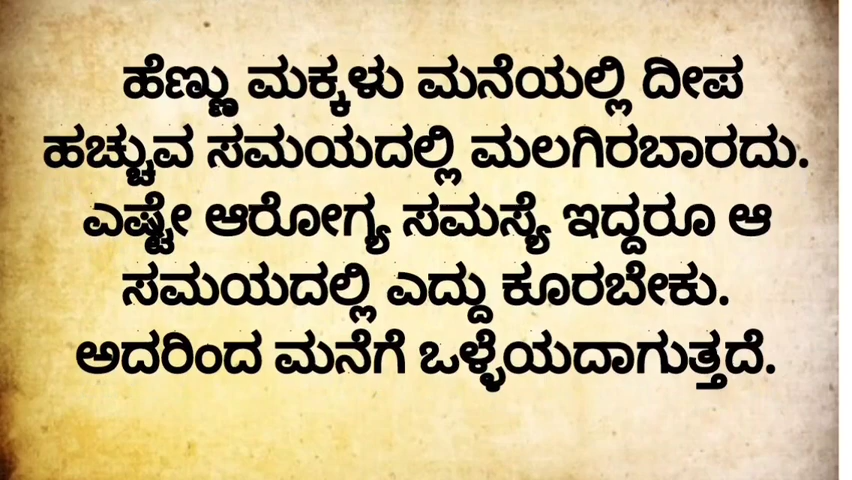 ಹೆಣ್ಣು ಮಕ್ಕಳು ಮನೆಯಲ್ಲಿ ದೀಪ
ಹಚ್ಚುವ ಸಮಯದಲ್ಲಿ ಮಲಗಿರಬಾರದು.
ಎಷ್ಟೇ ಆರೋಗ್ಯ ಸಮಸ್ಯೆ ಇದ್ದರೂ ಆ
ಸಮಯದಲ್ಲಿ ಎದ್ದು ಕೂರಬೇಕು.
ಅದರಿಂದ ಮನೆಗೆ ಒಳ್ಳೆಯದಾಗುತ್ತದೆ.